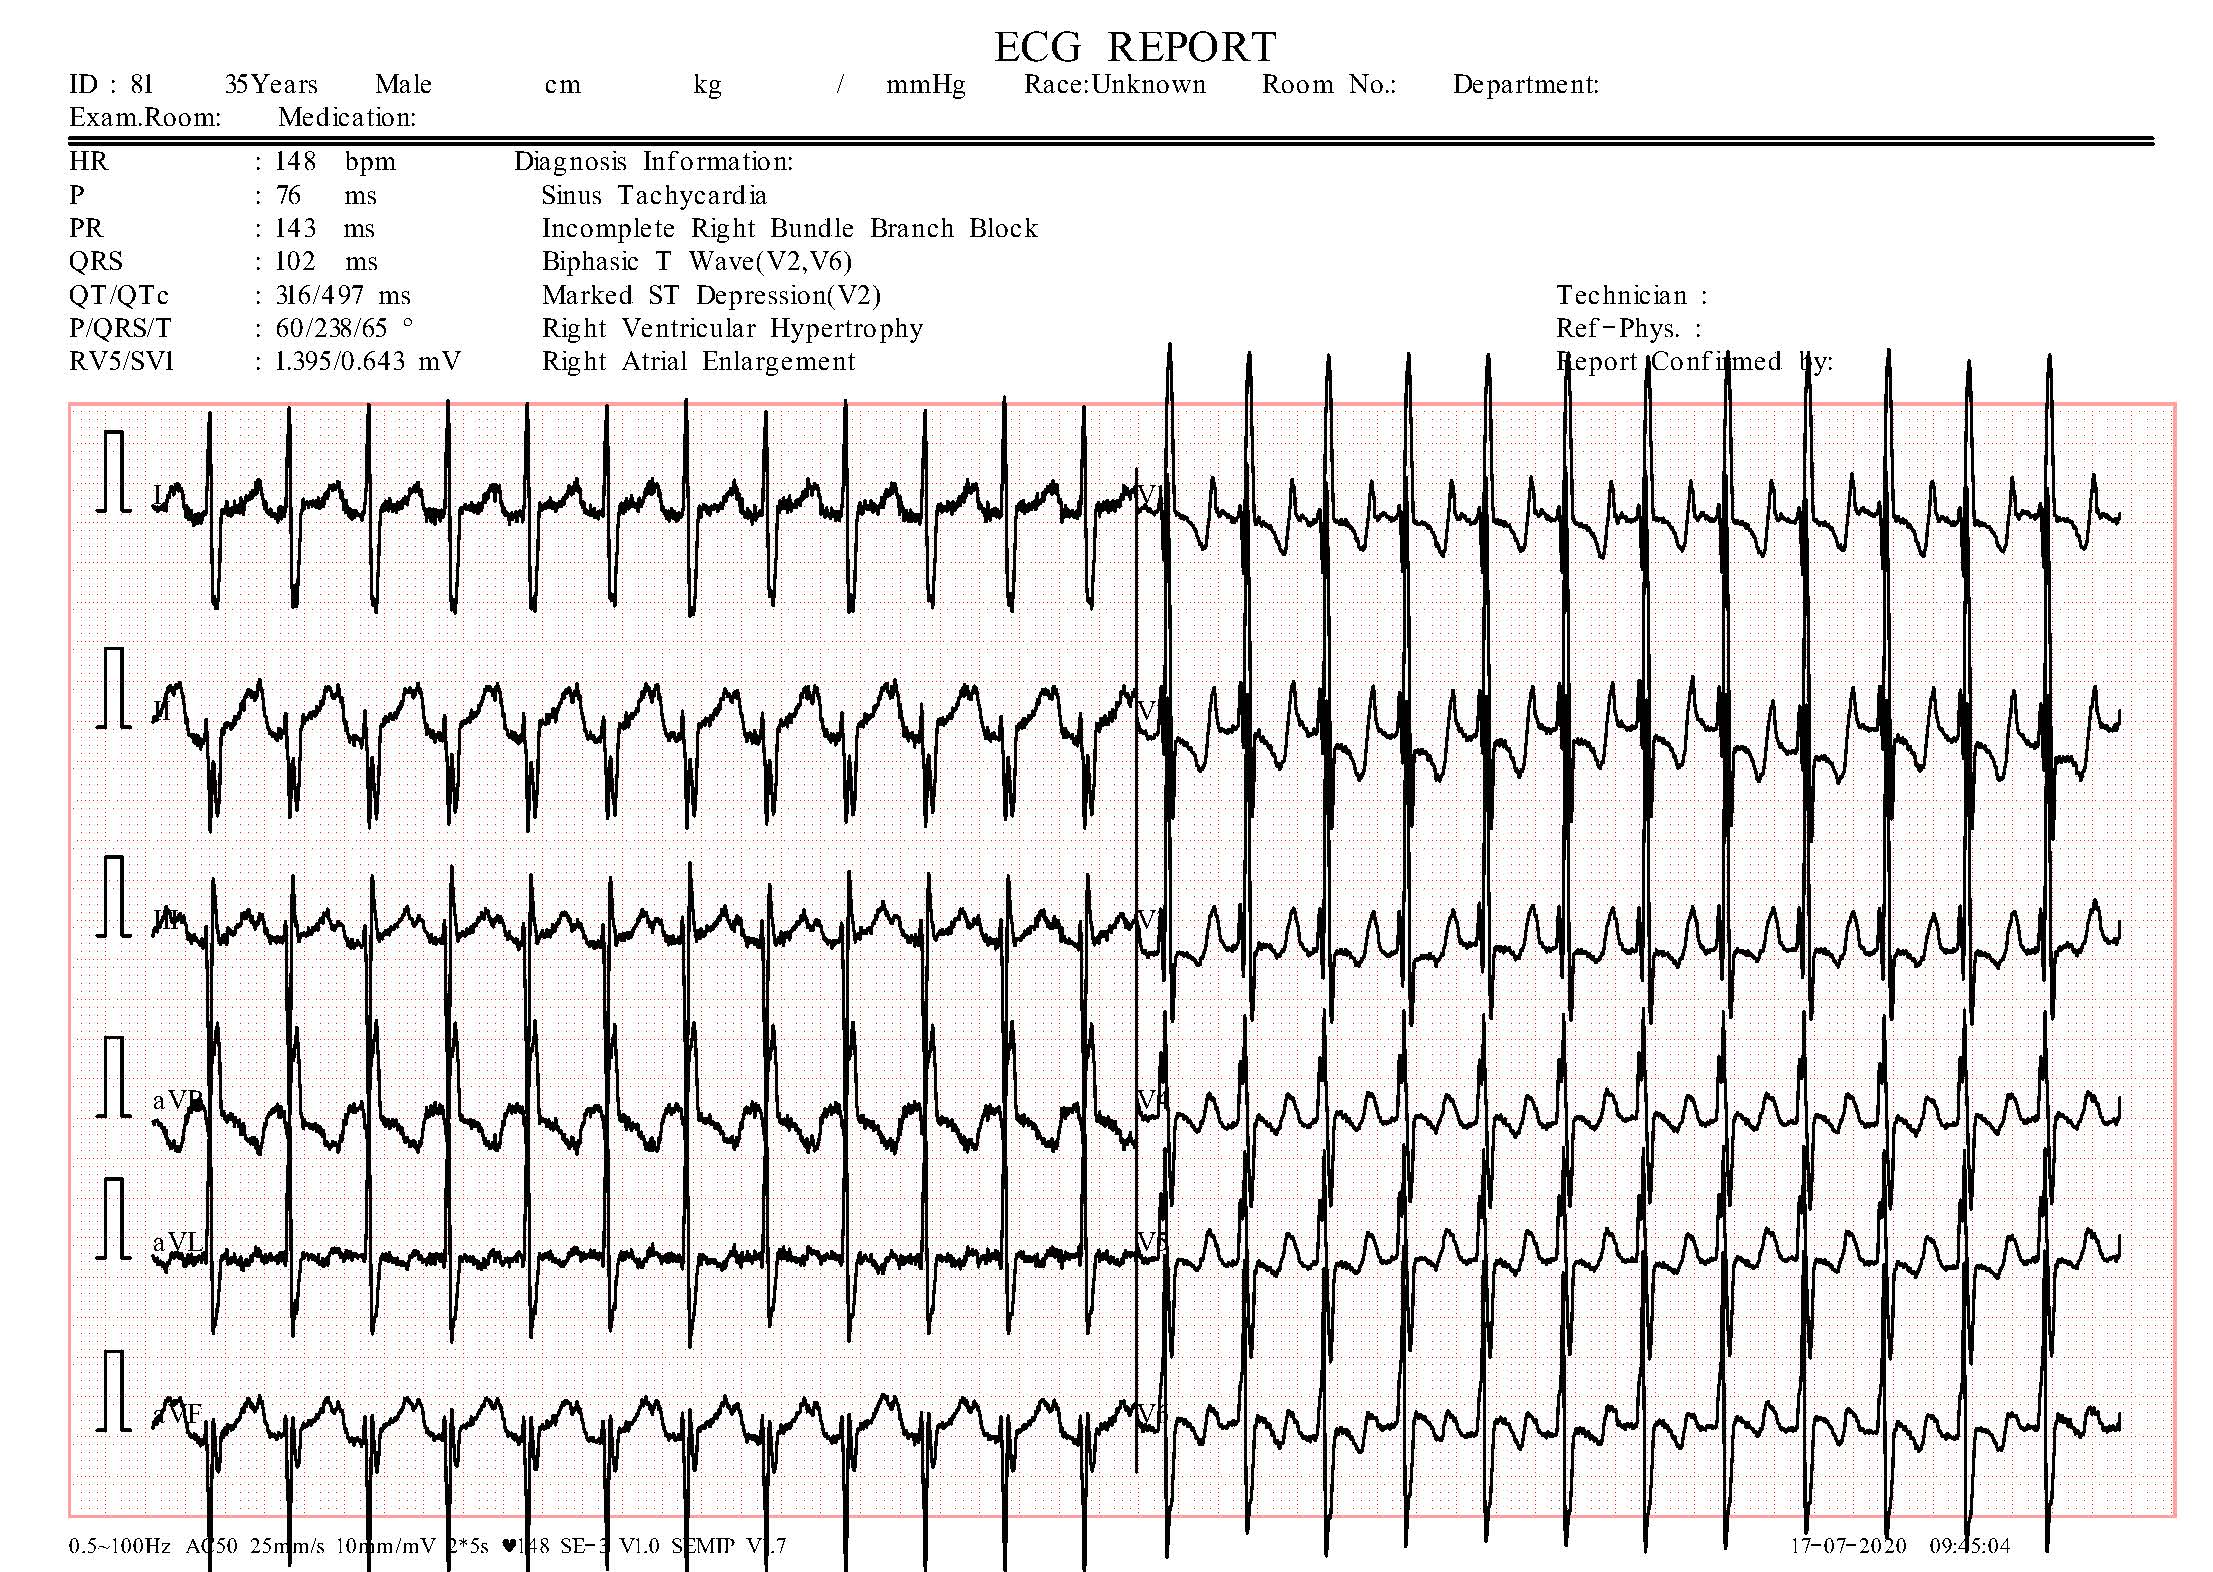 ECG REPORT
ID : 81 35Years Male cm kg / mmHg Race:Unknown Room No.: Department:
Exam.Room: Medication:
HR : 148 bpm Diagnosis Information:
P : 76 ms Sinus Tachycardia
PR : 143 ms Incomplete Right Bundle Branch Block
QRS : 102 ms Biphasic T Wave(V2,V6)
QT/QTc : 316/497 ms Marked ST Depression(V2) Technician :
P/QRS/T : 60/238/65 ° Right Ventricular Hypertrophy Ref-Phys. :
RV5/SV1 : 1.395/0.643 mV Right Atrial Enlargement Report Confirmed by:
I V1
II
III
aVR V4
aVL V5
aVF V6
0.5~100Hz AC50 25mm/s 10mm/mV 2*5s ♥148 SE-3 V1.0 SEMIP 17-07-2020 09:45:04